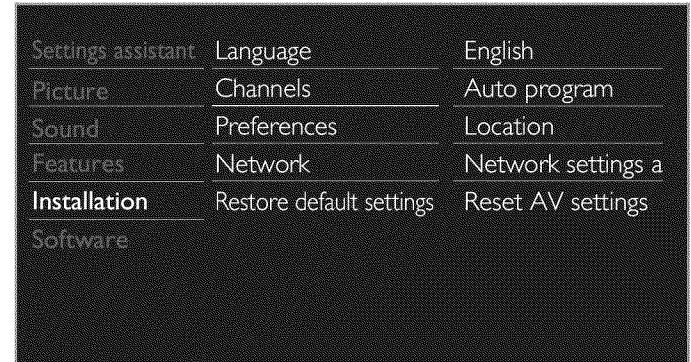 Settings assistant Language English
Picture Channels Auto program
Sound Preferences Location
Features Network Network settings a
Installation Restore default settings Reset AV settings
Software